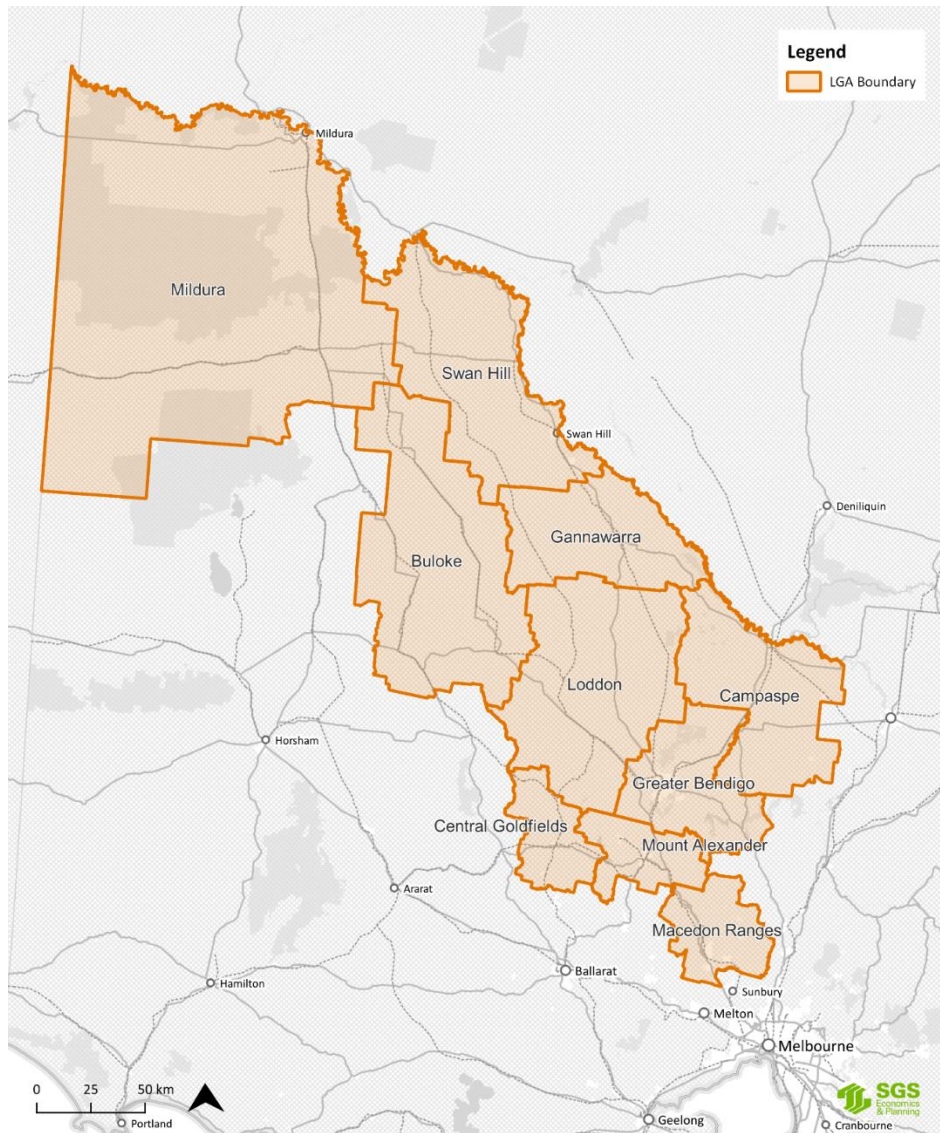 Legend
LGA Boundary
Mildura
Mildura
Swan Hill
Swan Hill
Deniliquin
Gannawarra
Buloke
Loddon
Campaspe
Horsham
Greater Bendigo
Central Goldfields
Mount Alexander
Ararat
Macedon Ranges
Ballarat
Hamilton
Sunbury
Melton
Melbourne
0 25 50 km
SGS
Economics
& Planning
Portland
Geelong
Cranbourne